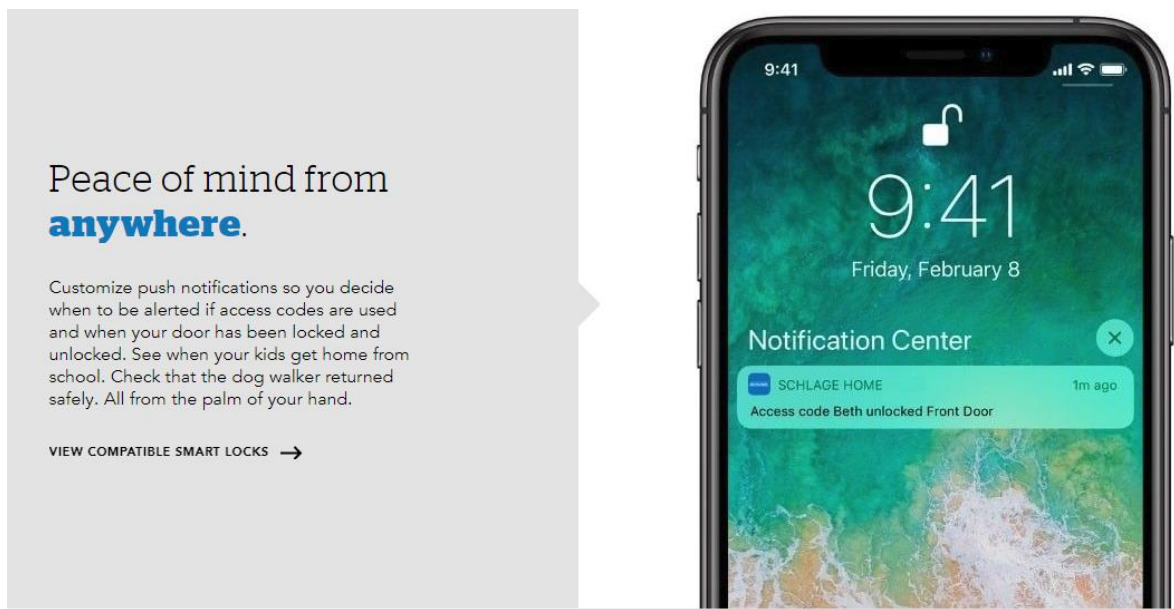 Peace of mind from
anywhere.
Customize push notifications so you decide
when to be alerted if access codes are used
and when your door has been locked and
unlocked. See when your kids get home from
school. Check that the dog walker returned
safely. All from the palm of your hand.
VIEW COMPATIBLE SMART LOCKS →
9:41
9:41
Friday, February 8
Notification Center
SCHLAGE HOME 1m ago
Access code Beth unlocked Front Door